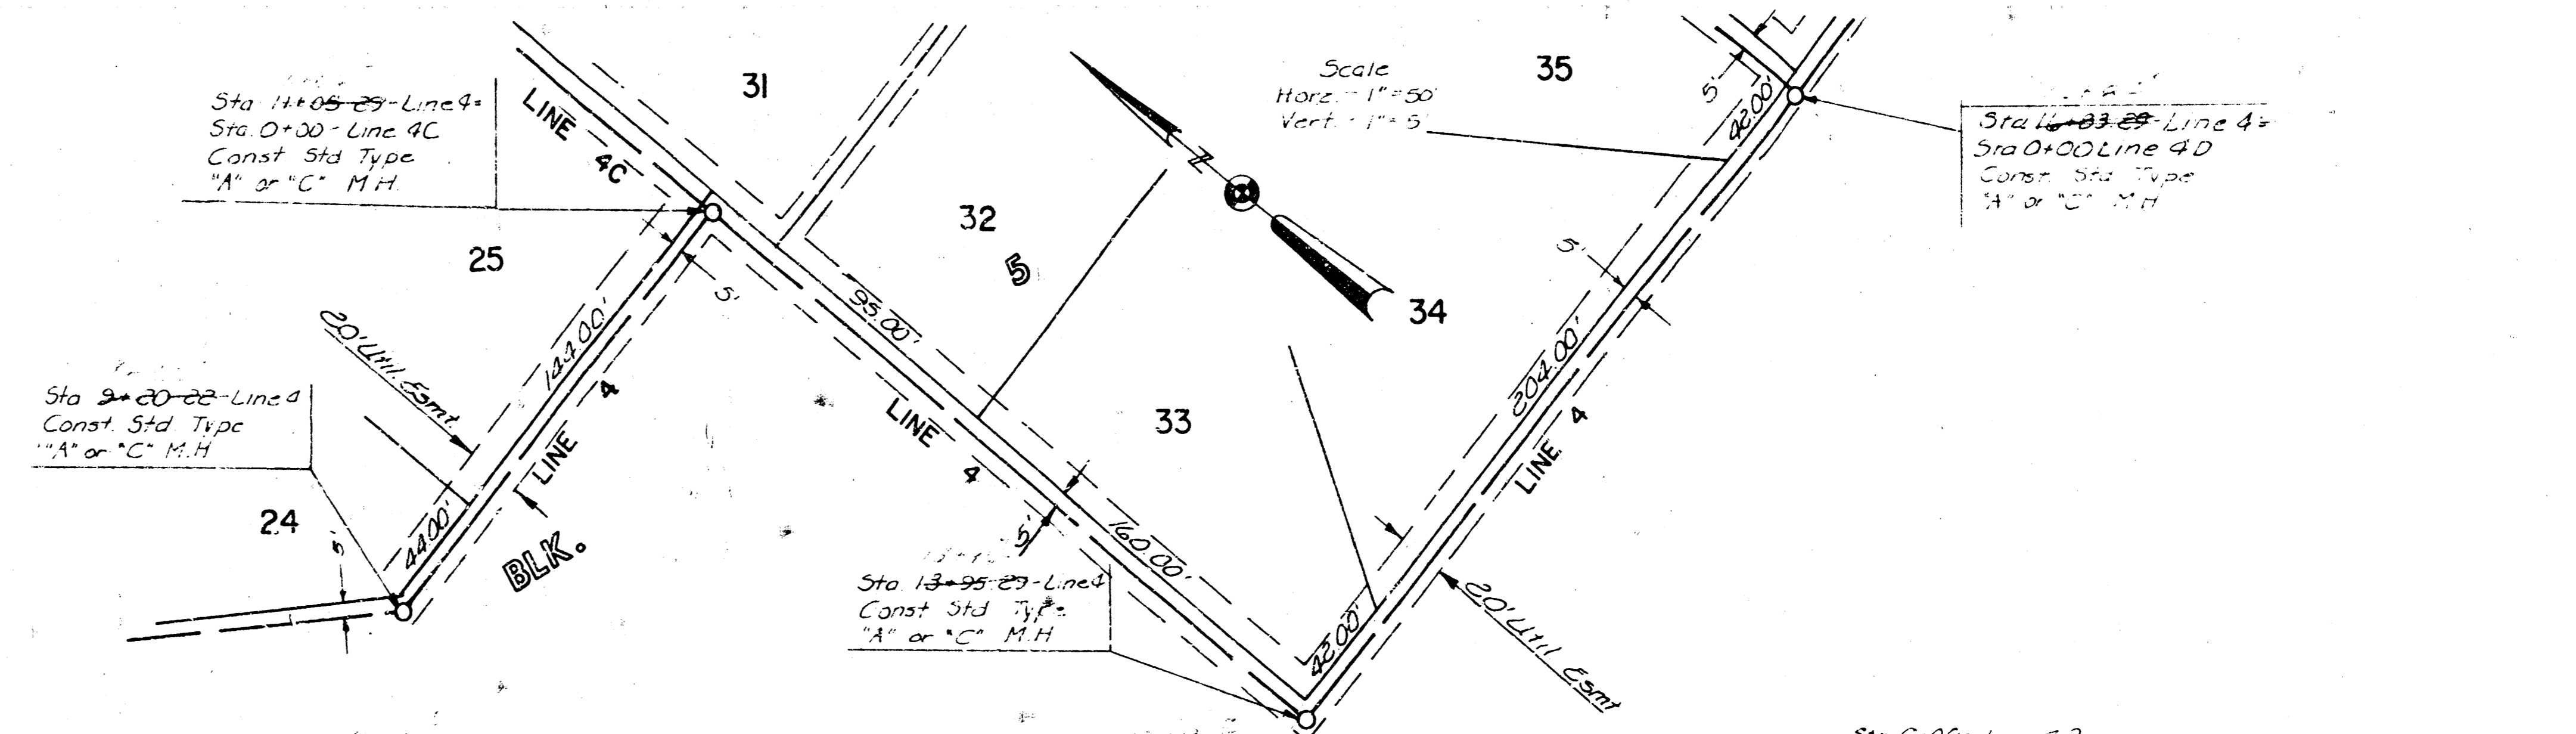 Sta 11+05 29-Line 4=
Sta. 0+00 - Line 4C
Const Std Type
"A" or "C" M.H.
LINE 4C
31
Scale
Horz. - 1"=50'
Vert. - 1"= 5'
35
5'
42.00'
Sta 16+33.29-Line 4=
Sta 0+00 Line 4D
Const. Std Type
"A" or "C" M.H
25
32
5
N
34
5'
5'
20' Util. Esmt.
144.00'
95.00'
204.00'
Sta 9+20 22-Line 4
Const. Std Type
"A" or "C" M.H
LINE 4
LINE 4
33
LINE 4
24
5'
44.00'
BLK.
5'
160.00'
Sta. 13+95 29-Line 4
Const Std Type
"A" or "C" M.H
42.00'
20' Util Esmt